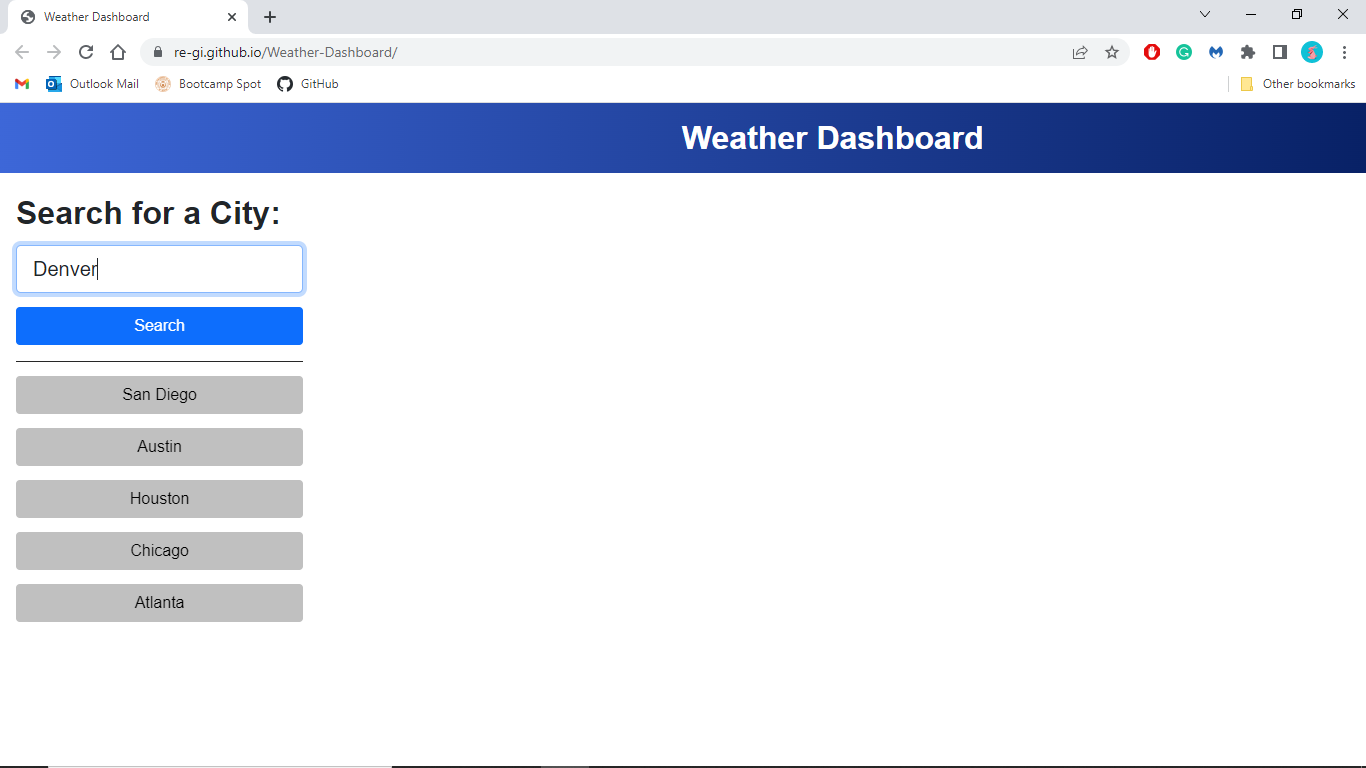 Weather Dashboard
re-gi.github.io/Weather-Dashboard/
Outlook Mail Bootcamp Spot GitHub Other bookmarks
Weather Dashboard
Search for a City:
Denver
Search
San Diego
Austin
Houston
Chicago
Atlanta